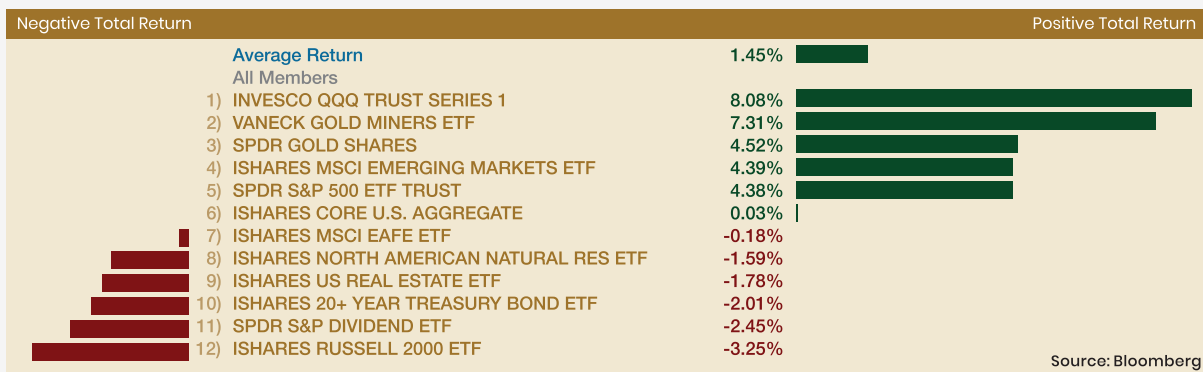 Negative Total Return Positive Total Return
Average Return 1.45%
All Members
1) INVESCO QQQ TRUST SERIES 1 8.08%
2) VANECK GOLD MINERS ETF 7.31%
3) SPDR GOLD SHARES 4.52%
4) ISHARES MSCI EMERGING MARKETS ETF 4.39%
5) SPDR S&P 500 ETF TRUST 4.38%
6) ISHARES CORE U.S. AGGREGATE 0.03%
7) ISHARES MSCI EAFE ETF -0.18%
8) ISHARES NORTH AMERICAN NATURAL RES ETF -1.59%
9) ISHARES US REAL ESTATE ETF -1.78%
10) ISHARES 20+ YEAR TREASURY BOND ETF -2.01%
11) SPDR S&P DIVIDEND ETF -2.45%
12) ISHARES RUSSELL 2000 ETF -3.25%
Source: Bloomberg